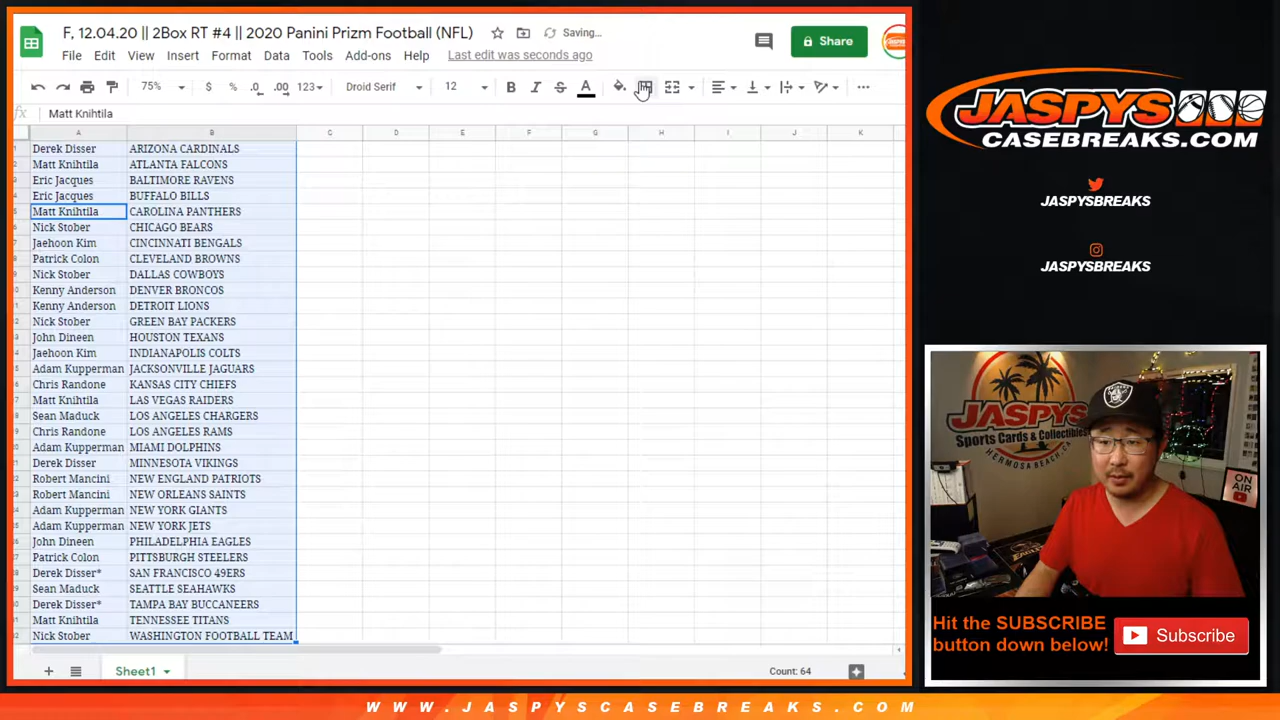 F, 12.04.20 || 2Box RT #4 || 2020 Panini Prizm Football (NFL)
Saving...
Share
File Edit View Insert Format Data Tools Add-ons Help Last edit was seconds ago
75% $ % .0 .00 123 Droid Serif 12 B I S A
fx Matt Knihtila
A B C D E F G H I J K
Derek Disser ARIZONA CARDINALS
Matt Knihtila ATLANTA FALCONS
Eric Jacques BALTIMORE RAVENS
Eric Jacques BUFFALO BILLS
Matt Knihtila CAROLINA PANTHERS
Nick Stober CHICAGO BEARS
Jaehoon Kim CINCINNATI BENGALS
Patrick Colon CLEVELAND BROWNS
Nick Stober DALLAS COWBOYS
Kenny Anderson DENVER BRONCOS
Kenny Anderson DETROIT LIONS
Nick Stober GREEN BAY PACKERS
John Dineen HOUSTON TEXANS
Jaehoon Kim INDIANAPOLIS COLTS
Adam Kupperman JACKSONVILLE JAGUARS
Chris Randone KANSAS CITY CHIEFS
Matt Knihtila LAS VEGAS RAIDERS
Sean Maduck LOS ANGELES CHARGERS
Chris Randone LOS ANGELES RAMS
Adam Kupperman MIAMI DOLPHINS
Derek Disser MINNESOTA VIKINGS
Robert Mancini NEW ENGLAND PATRIOTS
Robert Mancini NEW ORLEANS SAINTS
Adam Kupperman NEW YORK GIANTS
Adam Kupperman NEW YORK JETS
John Dineen PHILADELPHIA EAGLES
Patrick Colon PITTSBURGH STEELERS
Derek Disser* SAN FRANCISCO 49ERS
Sean Maduck SEATTLE SEAHAWKS
Derek Disser* TAMPA BAY BUCCANEERS
Matt Knihtila TENNESSEE TITANS
Nick Stober WASHINGTON FOOTBALL TEAM
Sheet1
Count: 64
JASPYS
CASEBREAKS.COM
JASPYSBREAKS
JASPYSBREAKS
JASPYS
Sports Cards & Collectibles
HERMOSA BEACH, CA
RAIDERS
ON AIR
EAGLES
Hit the SUBSCRIBE
button down below!
Subscribe
WWW.JASPYSCASEBREAKS.COM